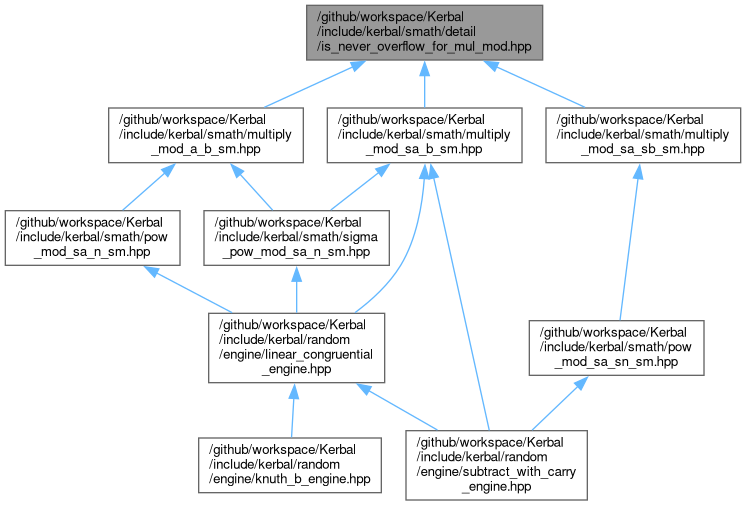 /github/workspace/Kerbal
/include/kerbal/smath/detail
/is_never_overflow_for_mul_mod.hpp
/github/workspace/Kerbal
/include/kerbal/smath/multiply
_mod_a_b_sm.hpp
/github/workspace/Kerbal
/include/kerbal/smath/multiply
_mod_sa_b_sm.hpp
/github/workspace/Kerbal
/include/kerbal/smath/multiply
_mod_sa_sb_sm.hpp
/github/workspace/Kerbal
/include/kerbal/smath/pow
_mod_sa_n_sm.hpp
/github/workspace/Kerbal
/include/kerbal/smath/sigma
_pow_mod_sa_n_sm.hpp
/github/workspace/Kerbal
/include/kerbal/random
/engine/linear_congruential
_engine.hpp
/github/workspace/Kerbal
/include/kerbal/smath/pow
_mod_sa_sn_sm.hpp
/github/workspace/Kerbal
/include/kerbal/random
/engine/knuth_b_engine.hpp
/github/workspace/Kerbal
/include/kerbal/random
/engine/subtract_with_carry
_engine.hpp